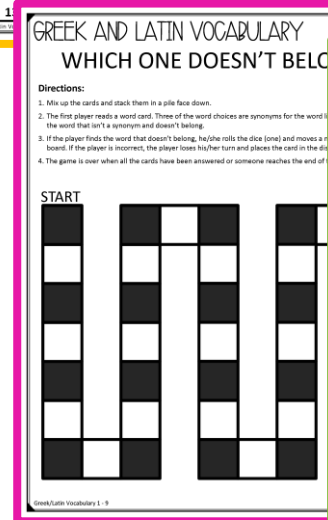 GREEK AND LATIN VOCABULARY
WHICH ONE DOESN'T BELO
Directions:
1. Mix up the cards and stack them in a pile face down.
2. The first player reads a word card. Three of the word choices are synonyms for the word li
the word that isn't a synonym and doesn't belong.
3. If the player finds the word that doesn't belong, he/she rolls the dice (one) and moves a
board. If the player is incorrect, the player loses his/her turn and places the card in the dis
4. The game is over when all the cards have been answered or someone reaches the end of
START
Greek/Latin Vocabulary 1 - 9